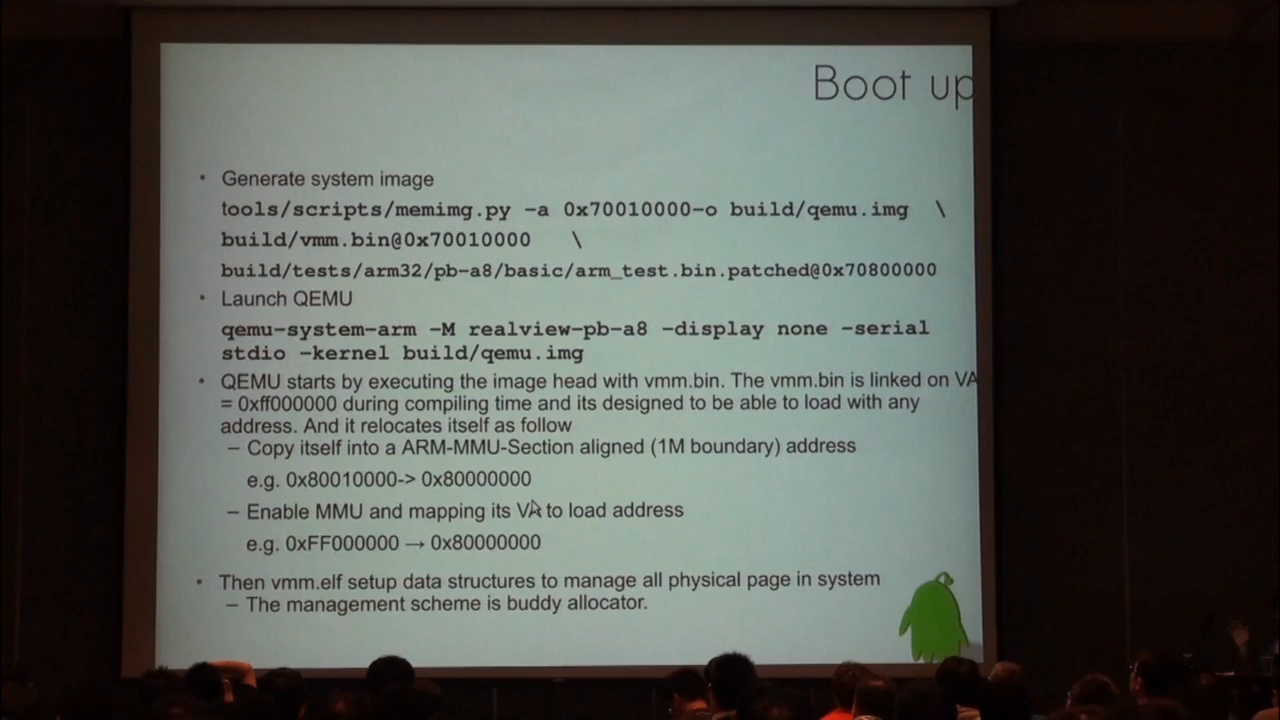 Boot up
• Generate system image
tools/scripts/memimg.py -a 0x70010000-o build/qemu.img \
build/vmm.bin@0x70010000 \
build/tests/arm32/pb-a8/basic/arm_test.bin.patched@0x70800000
• Launch QEMU
qemu-system-arm -M realview-pb-a8 -display none -serial
stdio -kernel build/qemu.img
• QEMU starts by executing the image head with vmm.bin. The vmm.bin is linked on VA
= 0xff000000 during compiling time and its designed to be able to load with any
address. And it relocates itself as follow
– Copy itself into a ARM-MMU-Section aligned (1M boundary) address
e.g. 0x80010000-> 0x80000000
– Enable MMU and mapping its VA to load address
e.g. 0xFF000000 → 0x80000000
• Then vmm.elf setup data structures to manage all physical page in system
– The management scheme is buddy allocator.